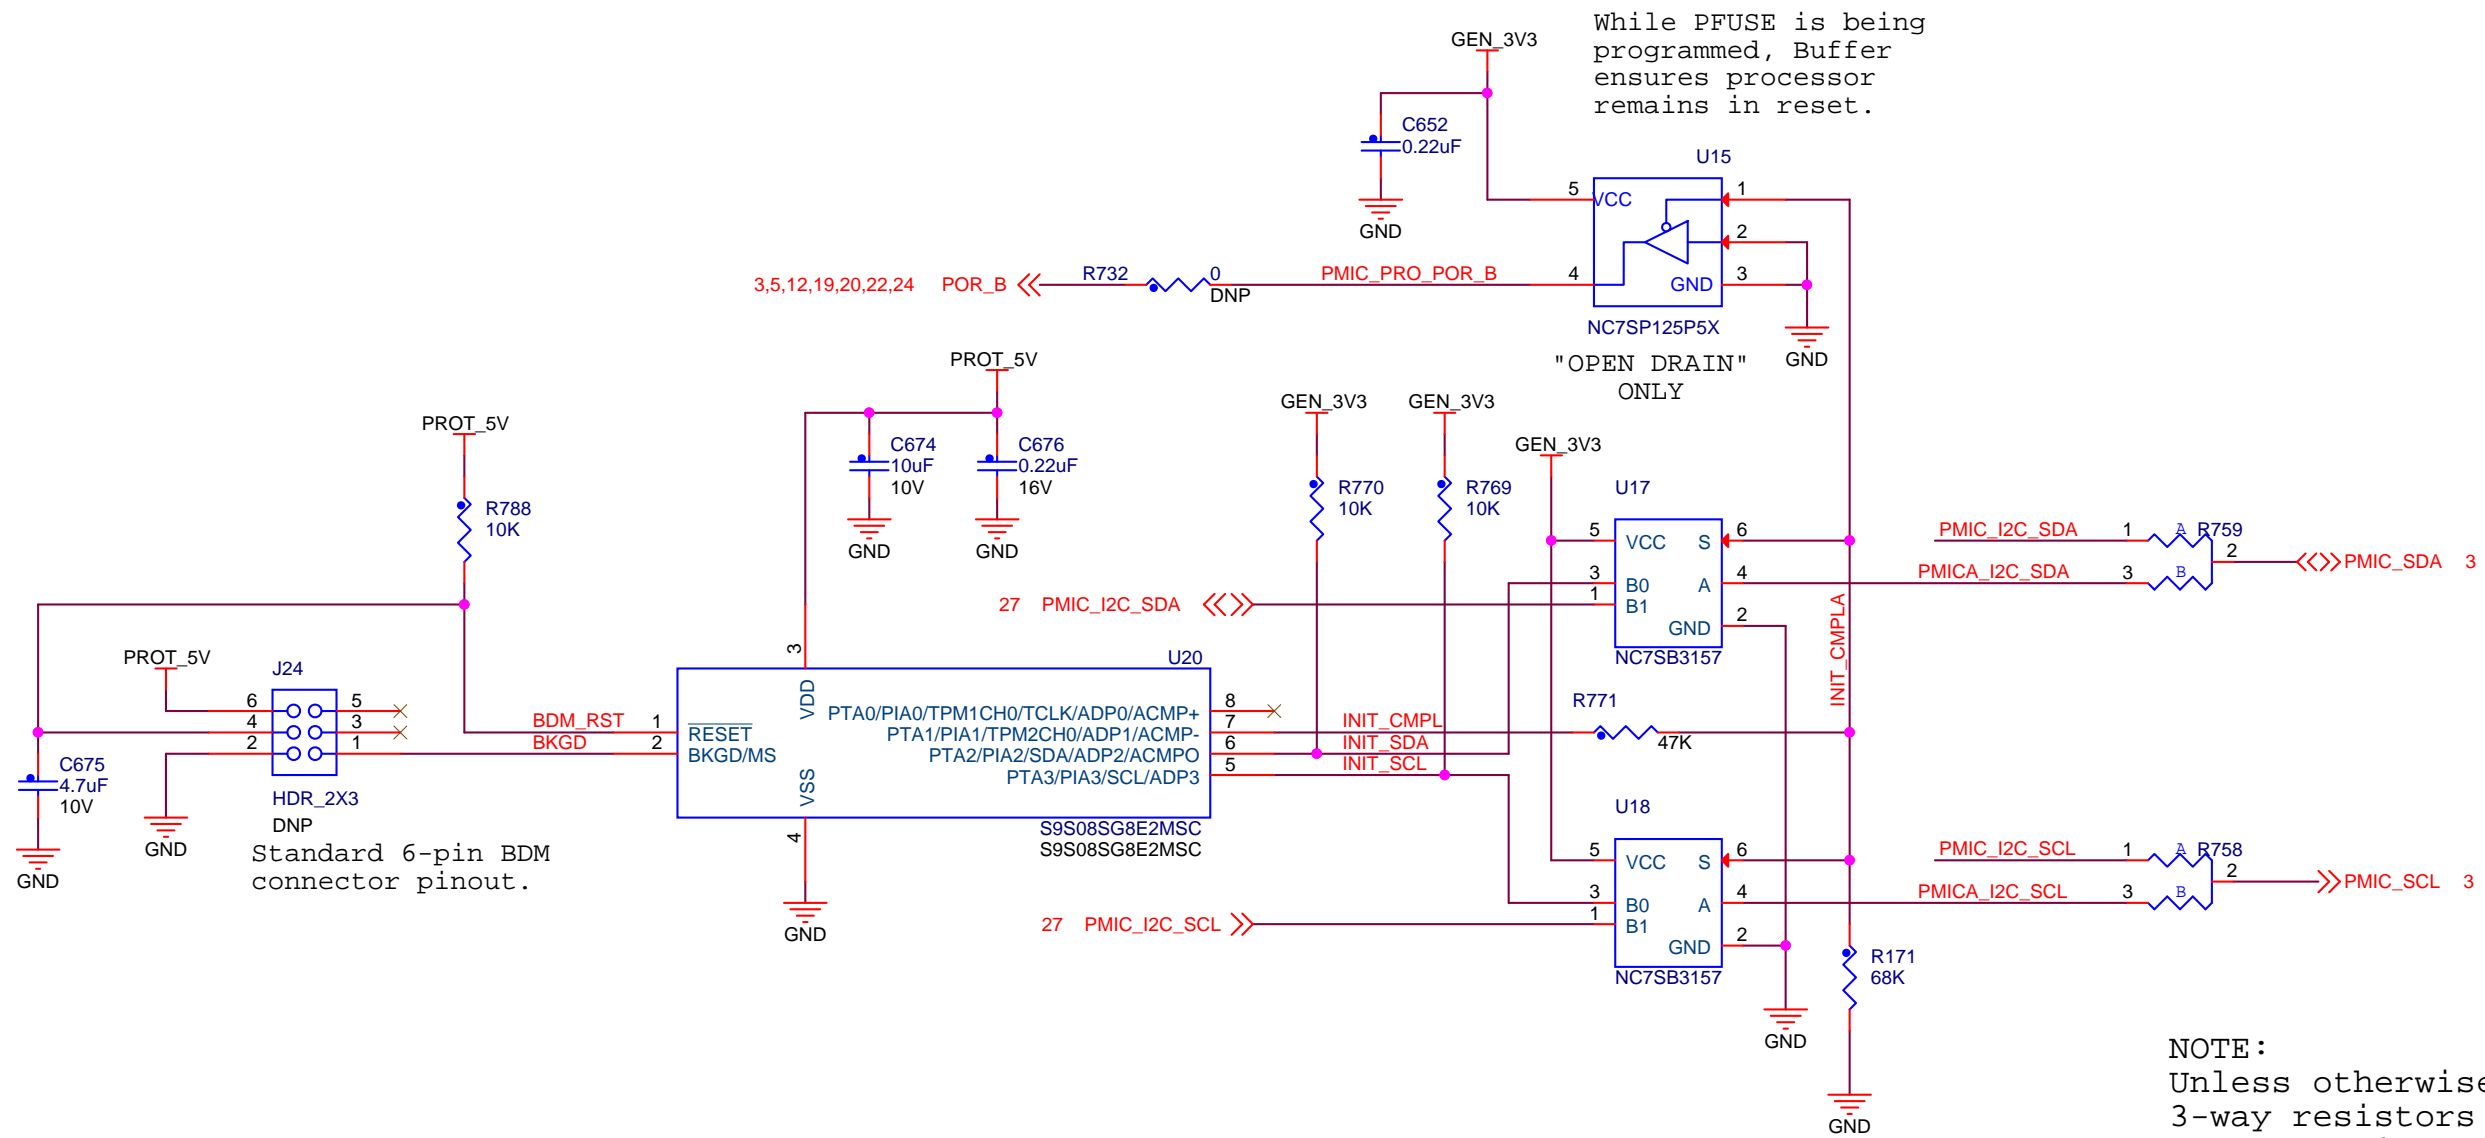 While PFUSE is being
programmed, Buffer
ensures processor
remains in reset.
GEN_3V3
C652
0.22uF
GND
U15
5 VCC
1
2
3 GND
4
NC7SP125P5X
GND
"OPEN DRAIN"
ONLY
3,5,12,19,20,22,24 POR_B
R732 0
DNP
PMIC_PRO_POR_B
PROT_5V
C674
10uF
10V
GND
C676
0.22uF
16V
GND
PROT_5V
R788
10K
PROT_5V
J24
6 5
4 3
2 1
HDR_2X3
DNP
Standard 6-pin BDM
connector pinout.
GND
C675
4.7uF
10V
GND
BDM_RST 1
BKGD 2
U20
3
VDD
RESET
BKGD/MS
VSS
4
GND
PTA0/PIA0/TPM1CH0/TCLK/ADP0/ACMP+ 8
PTA1/PIA1/TPM2CH0/ADP1/ACMP- 7
PTA2/PIA2/SDA/ADP2/ACMPO 6
PTA3/PIA3/SCL/ADP3 5
S9S08SG8E2MSC
S9S08SG8E2MSC
INIT_CMPL
INIT_SDA
INIT_SCL
GEN_3V3
R770
10K
GEN_3V3
R769
10K
GEN_3V3
27 PMIC_I2C_SDA
U17
5 VCC S 6
3 B0 A 4
1 B1
GND 2
NC7SB3157
R771
47K
INIT_CMPLA
27 PMIC_I2C_SCL
U18
5 VCC S 6
3 B0 A 4
1 B1
GND 2
NC7SB3157
GND
R171
68K
GND
PMIC_I2C_SDA 1 A R759
PMICA_I2C_SDA 3 B
2 PMIC_SDA 3
PMIC_I2C_SCL 1 A R758
PMICA_I2C_SCL 3 B
2 PMIC_SCL 3
NOTE:
Unless otherwise
3-way resistors